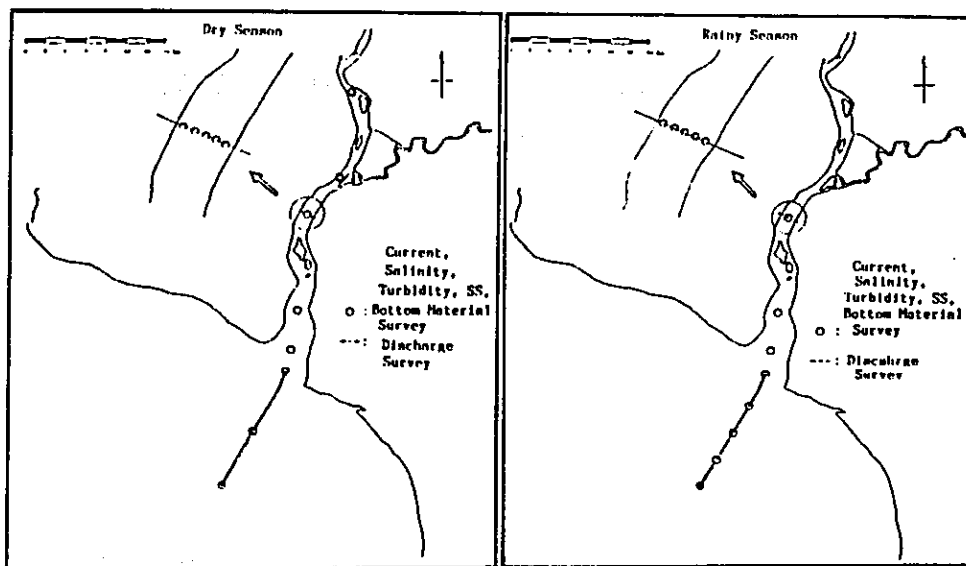 Dry Season
Current,
Salinity,
Turbidity, SS,
o : Bottom Material
Survey
---: Discharge
Survey
Rainy Season
Current,
Salinity,
Turbidity, SS,
Bottom Material
o : Survey
---: Discharge
Survey